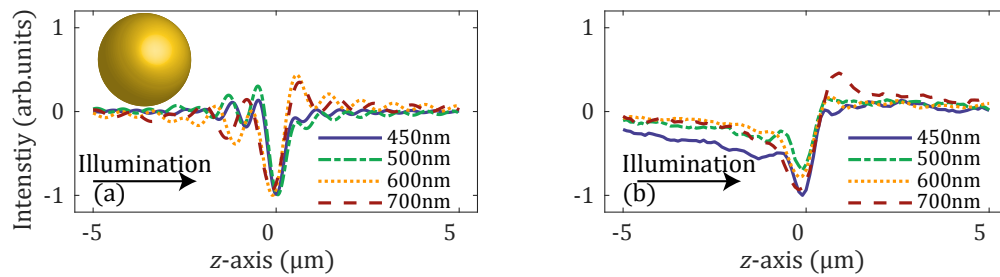 Intenstiy (arb.units)
1
0
-1
Illumination
(a)
450nm
500nm
600nm
700nm
-5
0
5
z-axis (μm)
1
0
-1
Illumination
(b)
450nm
500nm
600nm
700nm
-5
0
5
z-axis (μm)